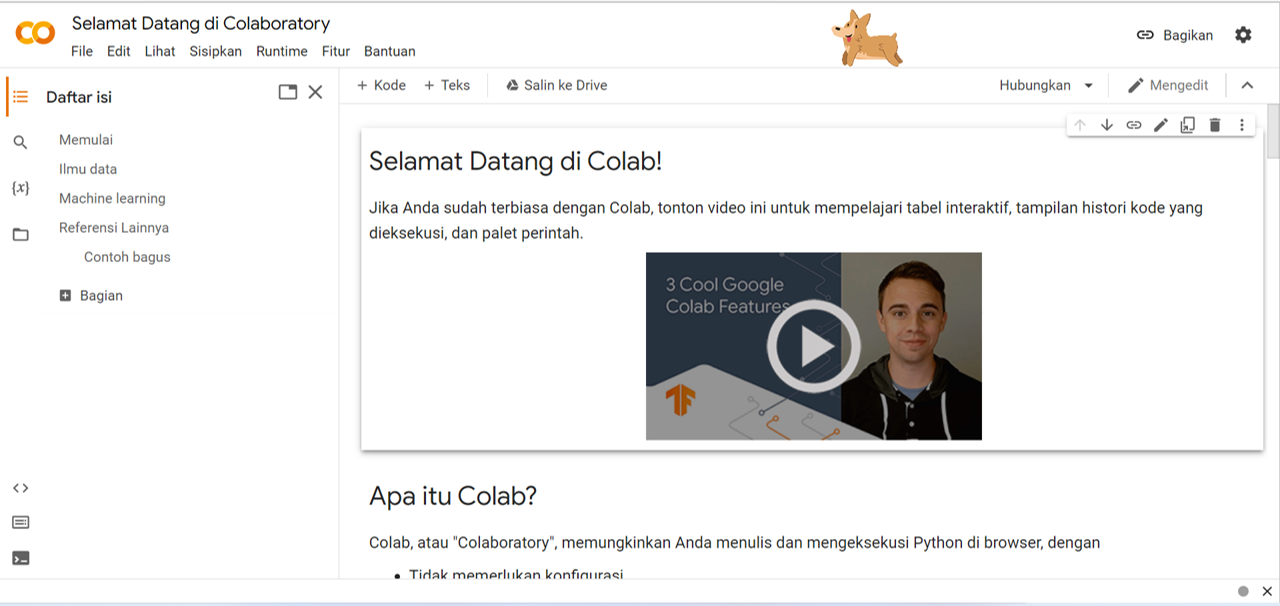 Selamat Datang di Colaboratory
File Edit Lihat Sisipkan Runtime Fitur Bantuan
Bagikan
Daftar isi
Memulai
Ilmu data
Machine learning
Referensi Lainnya
Contoh bagus
Bagian
{x}
+ Kode + Teks Salin ke Drive
Hubungkan Mengedit
Selamat Datang di Colab!
Jika Anda sudah terbiasa dengan Colab, tonton video ini untuk mempelajari tabel interaktif, tampilan histori kode yang
dieksekusi, dan palet perintah.
3 Cool Google
Colab Features
Apa itu Colab?
Colab, atau "Colaboratory", memungkinkan Anda menulis dan mengeksekusi Python di browser, dengan
• Tidak memerlukan konfigurasi